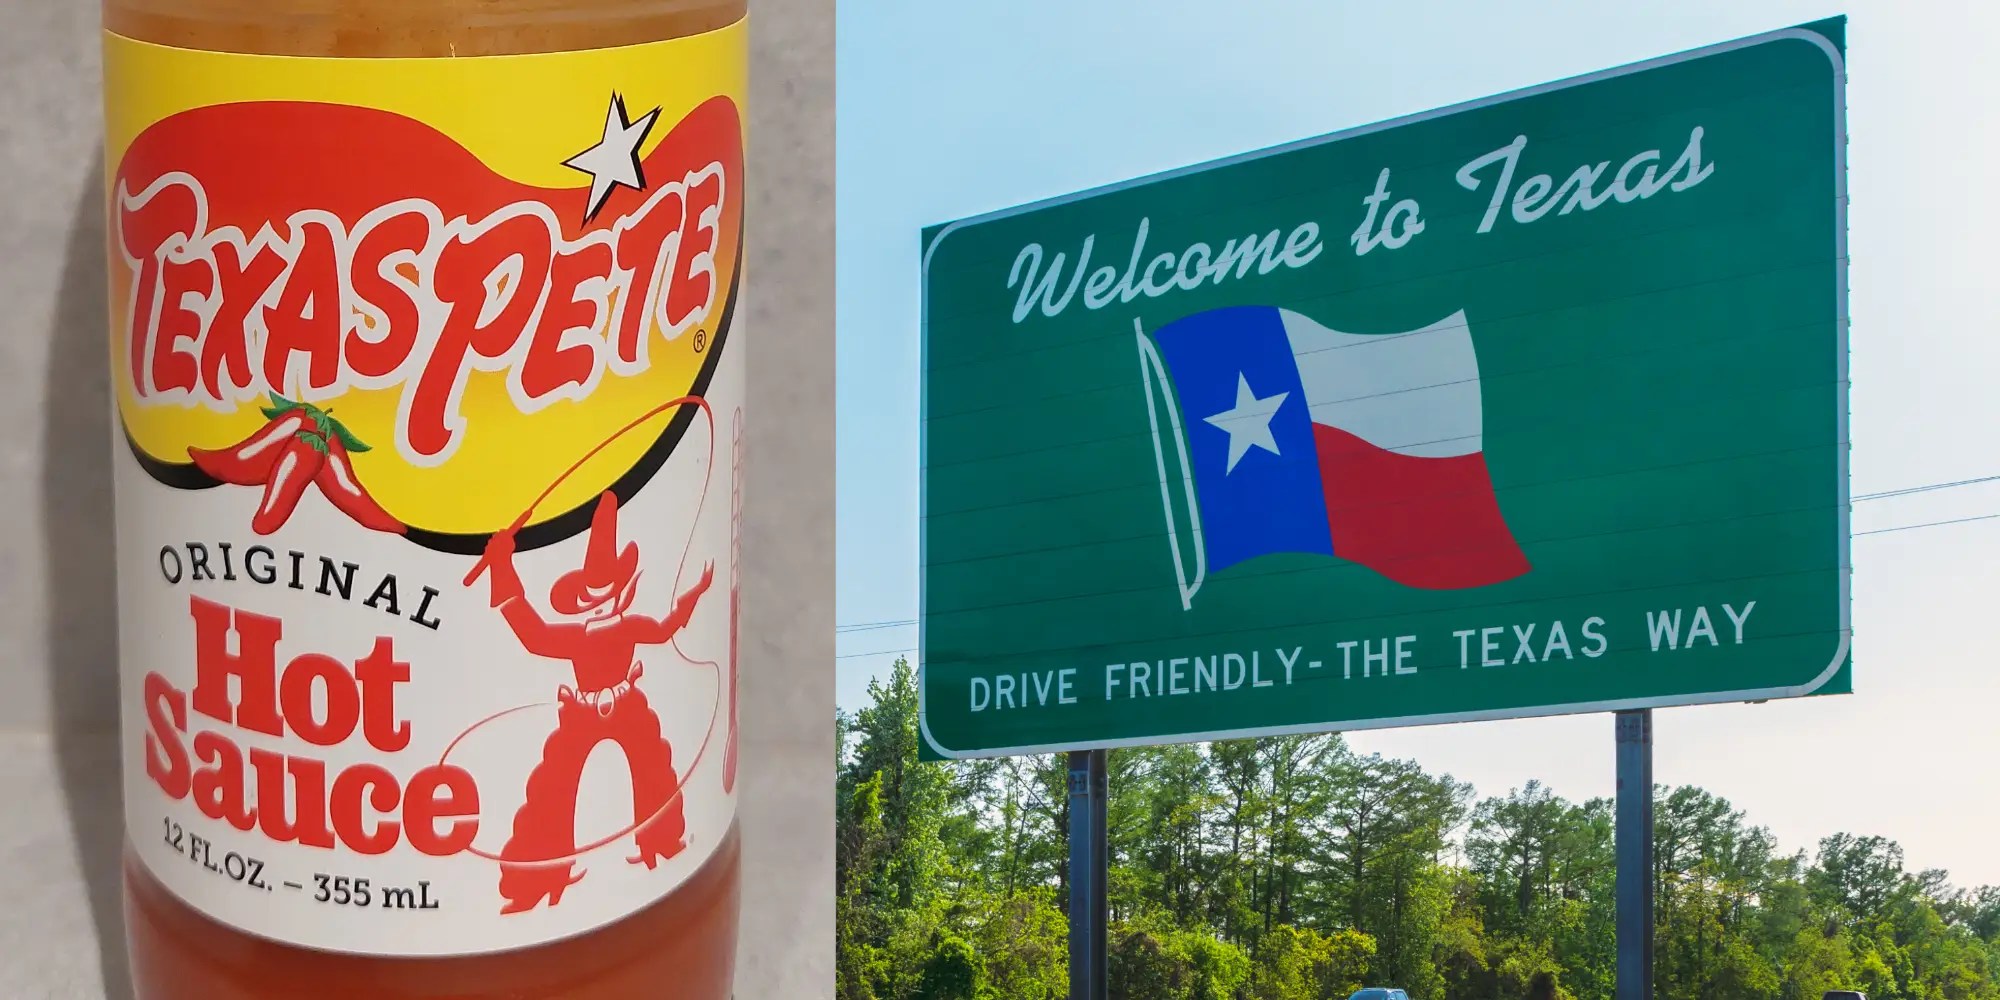 TEXAS PETE
®
ORIGINAL
Hot
Sauce
12 FL.OZ. – 355 mL
Welcome to Texas
DRIVE FRIENDLY-THE TEXAS WAY